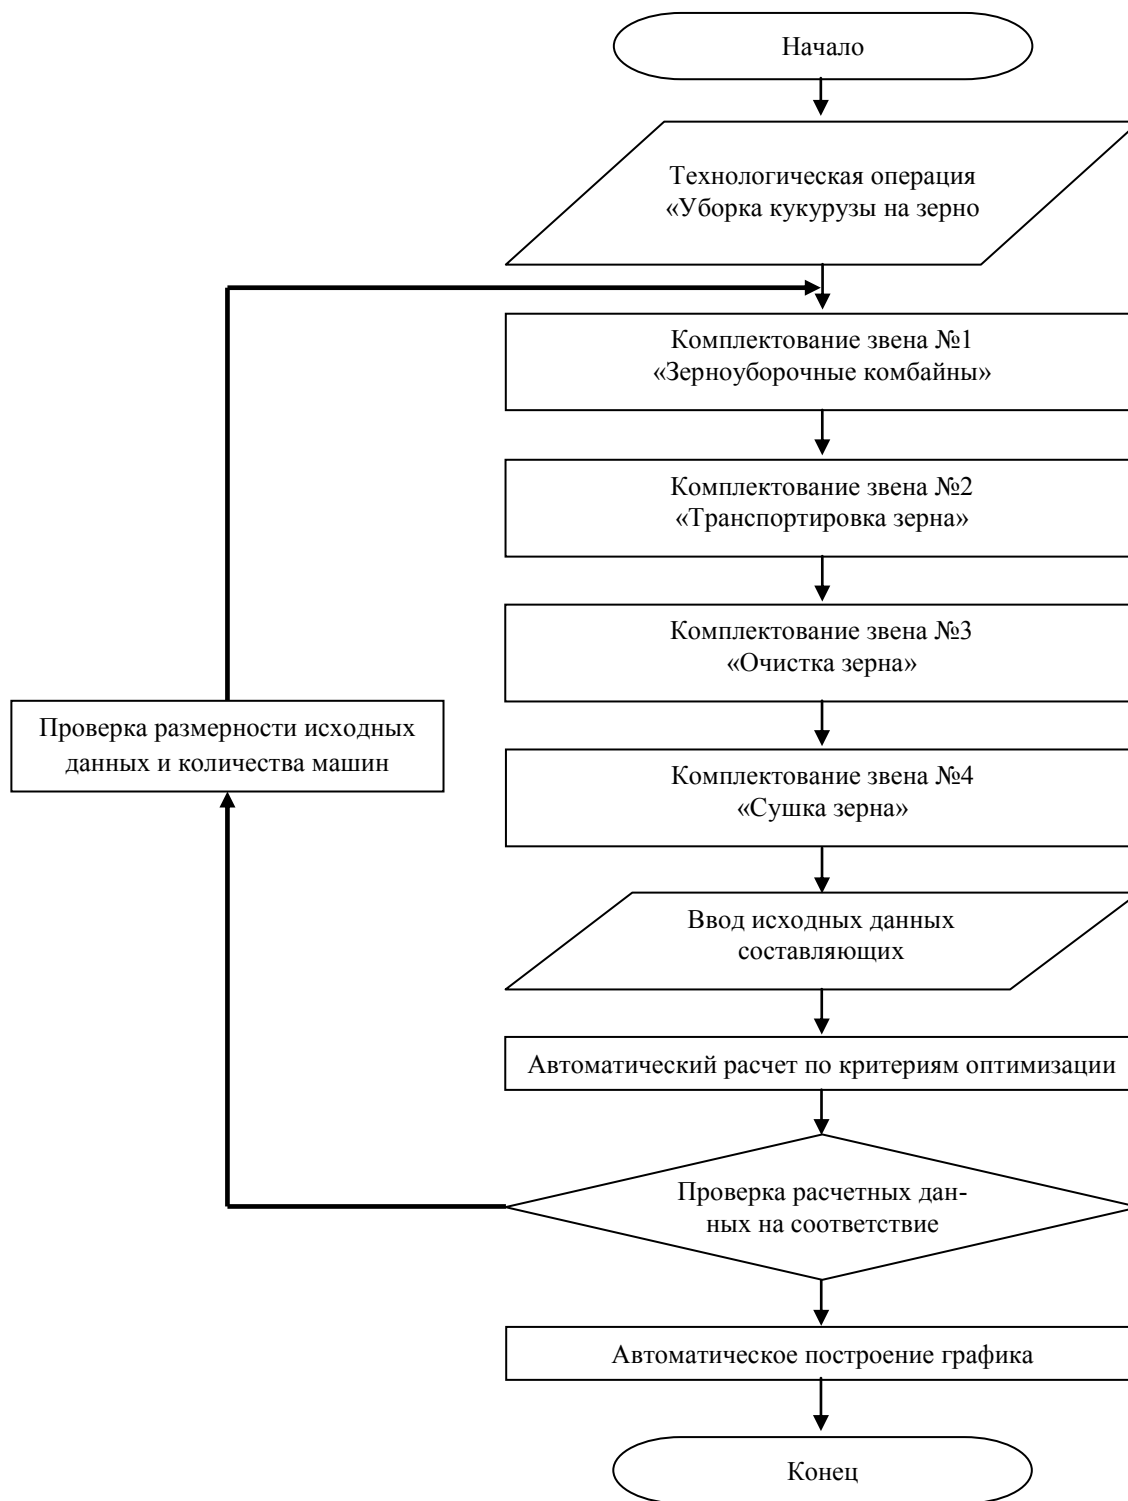 Начало
Технологическая операция
«Уборка кукурузы на зерно
Комплектование звена №1
«Зерноуборочные комбайны»
Комплектование звена №2
«Транспортировка зерна»
Комплектование звена №3
«Очистка зерна»
Проверка размерности исходных
данных и количества машин
Комплектование звена №4
«Сушка зерна»
Ввод исходных данных
составляющих
Автоматический расчет по критериям оптимизации
Проверка расчетных дан-
ных на соответствие
Автоматическое построение графика
Конец